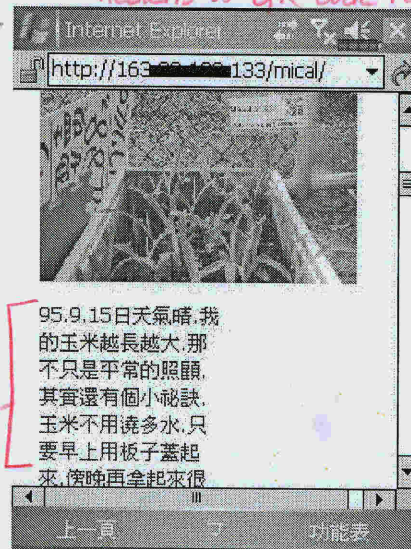 Internet Explorer
http://163 133/mical/
95.9.15日天氣晴,我
的玉米越長越大,那
不只是平常的照顧,
其實還有個小祕訣,
玉米不用澆多水,只
要早上用板子蓋起
來,傍晚再拿起來很
上一頁
功能表